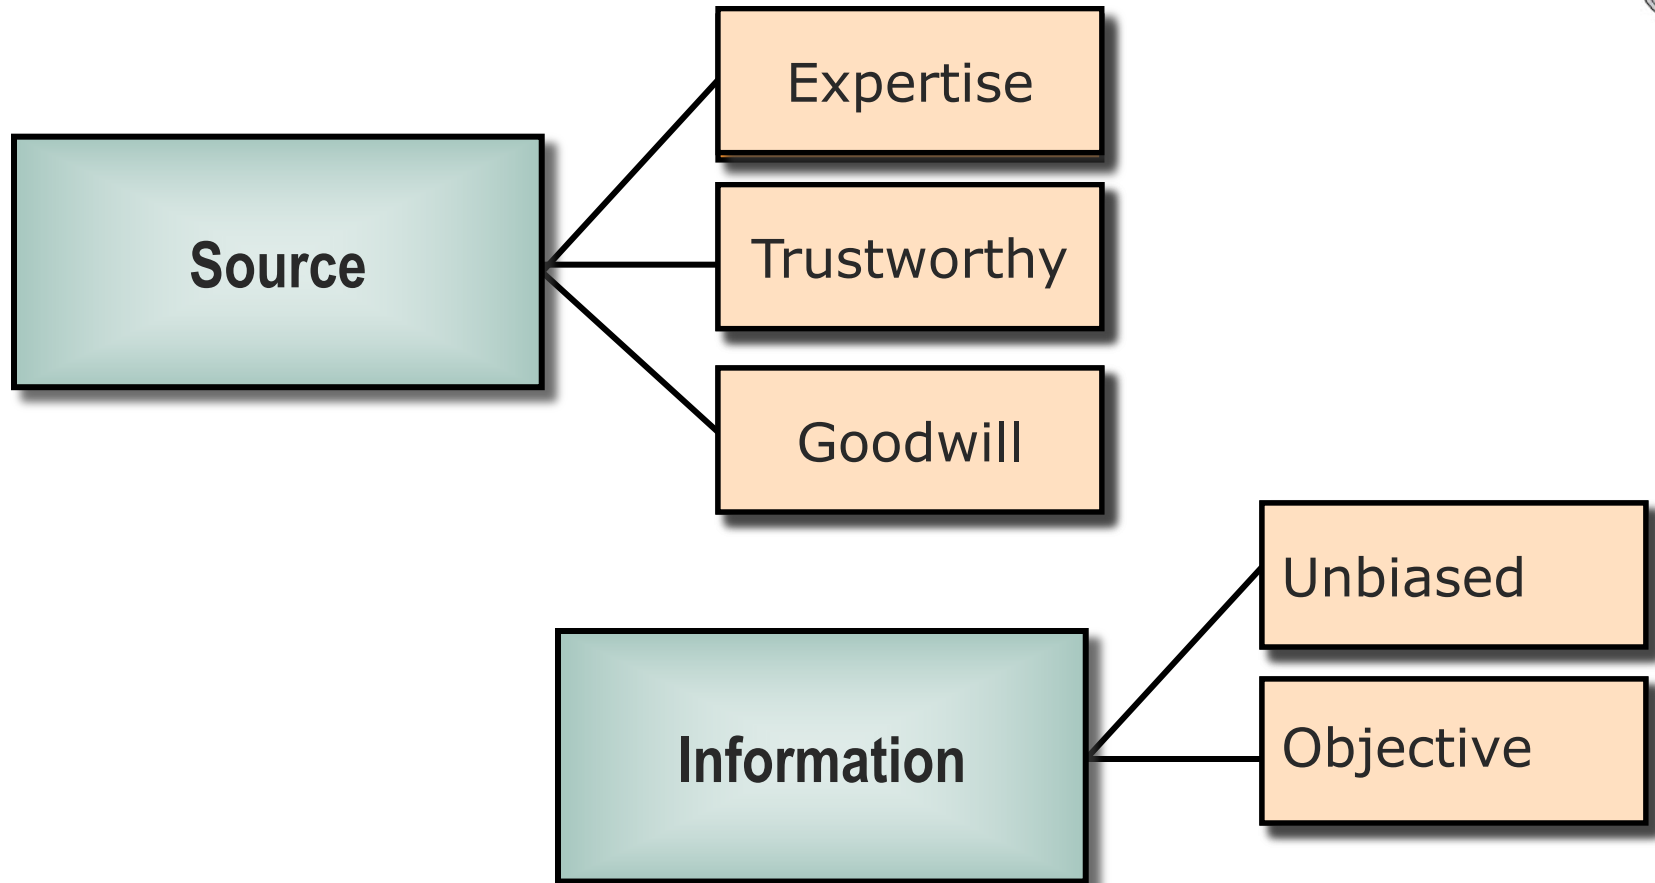 Expertise
Source
Trustworthy
Goodwill
Unbiased
Information
Objective